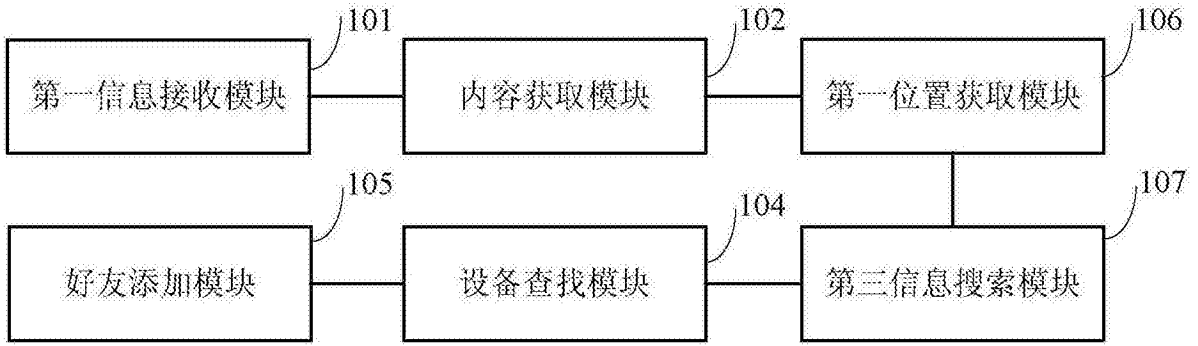 101
102
106
第一信息接收模块
内容获取模块
第一位置获取模块
105
104
107
好友添加模块
设备查找模块
第三信息搜索模块